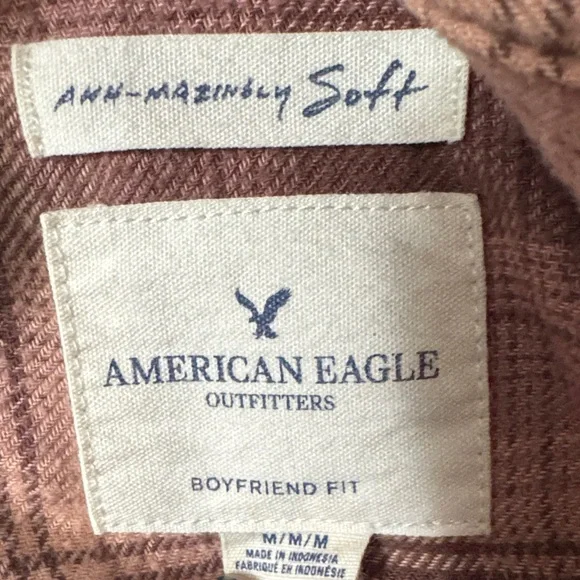 AHH-MAZINGLY Soft
AMERICAN EAGLE
OUTFITTERS
BOYFRIEND FIT
M/M/M
MADE IN INDONESIA
FABRIQUÉ EN INDONÉSIE